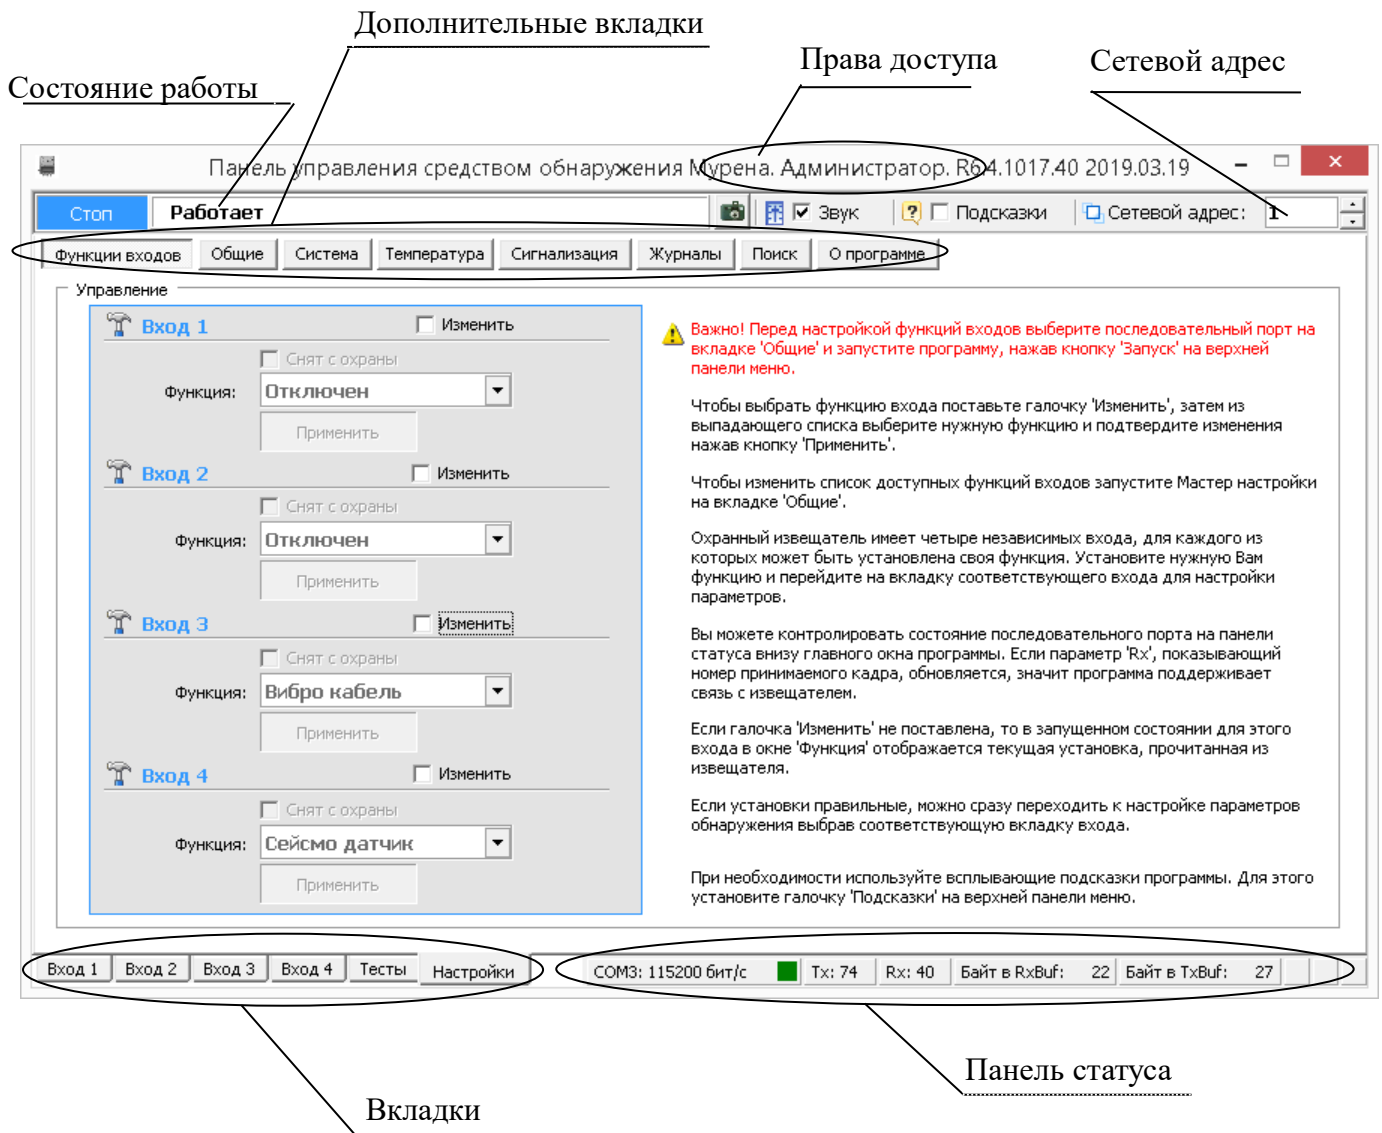 Дополнительные вкладки
Права доступа
Сетевой адрес
Состояние работы
Панель управления средством обнаружения Мурена. Администратор. R6.4.1017.40 2019.03.19
Стоп
Работает
Звук
Подсказки
Сетевой адрес:
1
Функции входов
Общие
Система
Температура
Сигнализация
Журналы
Поиск
О программе
Управление
Вход 1
Изменить
Снят с охраны
Функция:
Отключен
Применить
Вход 2
Изменить
Снят с охраны
Функция:
Отключен
Применить
Вход 3
Изменить
Снят с охраны
Функция:
Вибро кабель
Применить
Вход 4
Изменить
Снят с охраны
Функция:
Сейсмо датчик
Применить
Важно! Перед настройкой функций входов выберите последовательный порт на
вкладке 'Общие' и запустите программу, нажав кнопку 'Запуск' на верхней
панели меню.
Чтобы выбрать функцию входа поставьте галочку 'Изменить', затем из
выпадающего списка выберите нужную функцию и подтвердите изменения
нажав кнопку 'Применить'.
Чтобы изменить список доступных функций входов запустите Мастер настройки
на вкладке 'Общие'.
Охранный извещатель имеет четыре независимых входа, для каждого из
которых может быть установлена своя функция. Установите нужную Вам
функцию и перейдите на вкладку соответствующего входа для настройки
параметров.
Вы можете контролировать состояние последовательного порта на панели
статуса внизу главного окна программы. Если параметр 'Rx', показывающий
номер принимаемого кадра, обновляется, значит программа поддерживает
связь с извещателем.
Если галочка 'Изменить' не поставлена, то в запущенном состоянии для этого
входа в окне 'Функция' отображается текущая установка, прочитанная из
извещателя.
Если установки правильные, можно сразу переходить к настройке параметров
обнаружения выбрав соответствующую вкладку входа.
При необходимости используйте всплывающие подсказки программы. Для этого
установите галочку 'Подсказки' на верхней панели меню.
Вход 1
Вход 2
Вход 3
Вход 4
Тесты
Настройки
COM3: 115200 бит/с
Tx: 74
Rx: 40
Байт в RxBuf: 22
Байт в TxBuf: 27
Панель статуса
Вкладки